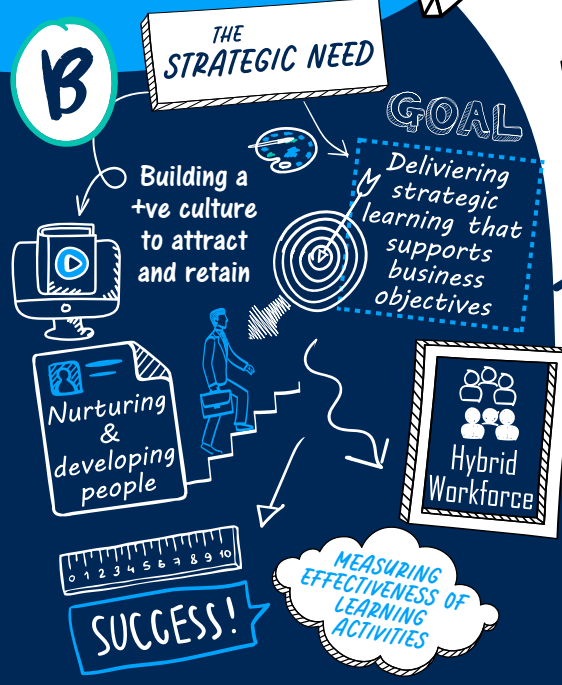 B
THE
STRATEGIC NEED
GOAL
Deliviering
strategic
learning that
supports
business
objectives
Building a
+ve culture
to attract
and retain
Nurturing
&
developing
people
Hybrid
Workforce
0 1 2 3 4 5 6 7 8 9 10
SUCCESS!
MEASURING
EFFECTIVENESS OF
LEARNING
ACTIVITIES